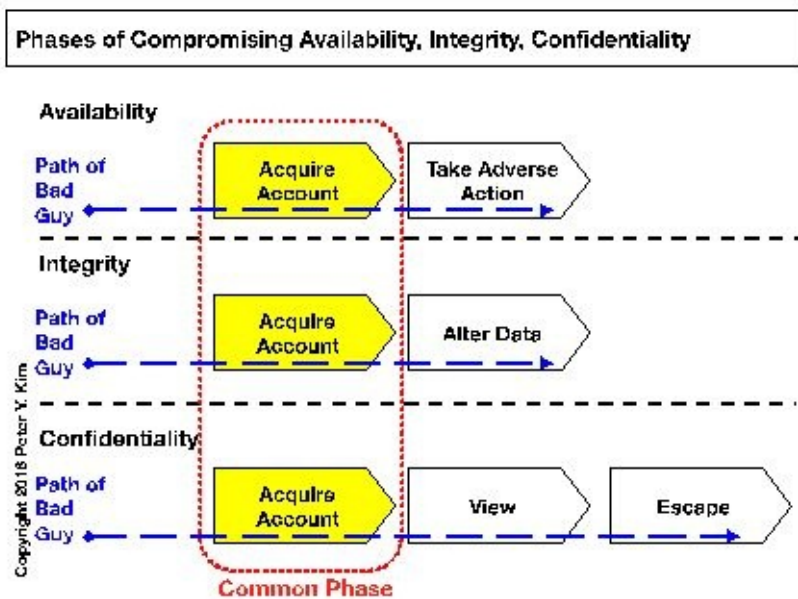 Phases of Compromising Availability, Integrity, Confidentiality
Availability
Path of
Bad
Guy
Acquire
Account
Take Adverse
Action
Integrity
Path of
Bad
Guy
Acquire
Account
Alter Data
Confidentiality
Path of
Bad
Guy
Acquire
Account
View
Escape
Common Phase
Copyright 2016 Peter Y. Kim